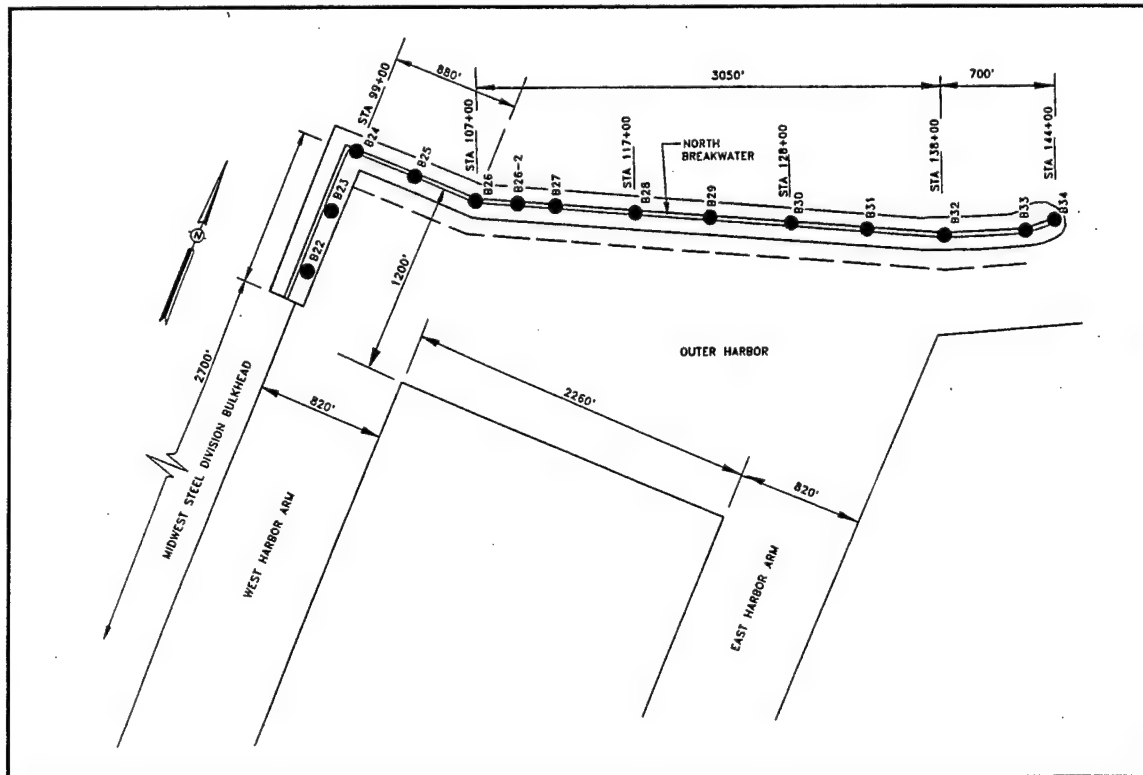 880'
3050'
700'
STA 99+00
STA 107+00
STA 117+00
STA 128+00
STA 138+00
STA 144+00
NORTH
BREAKWATER
B24
B25
B26
B26-2
B27
B28
B29
B30
B31
B32
B33
B34
B23
B22
N
1200'
2700'
OUTER HARBOR
820'
2260'
820'
MIDWEST STEEL DIVISION BULKHEAD
WEST HARBOR ARM
EAST HARBOR ARM